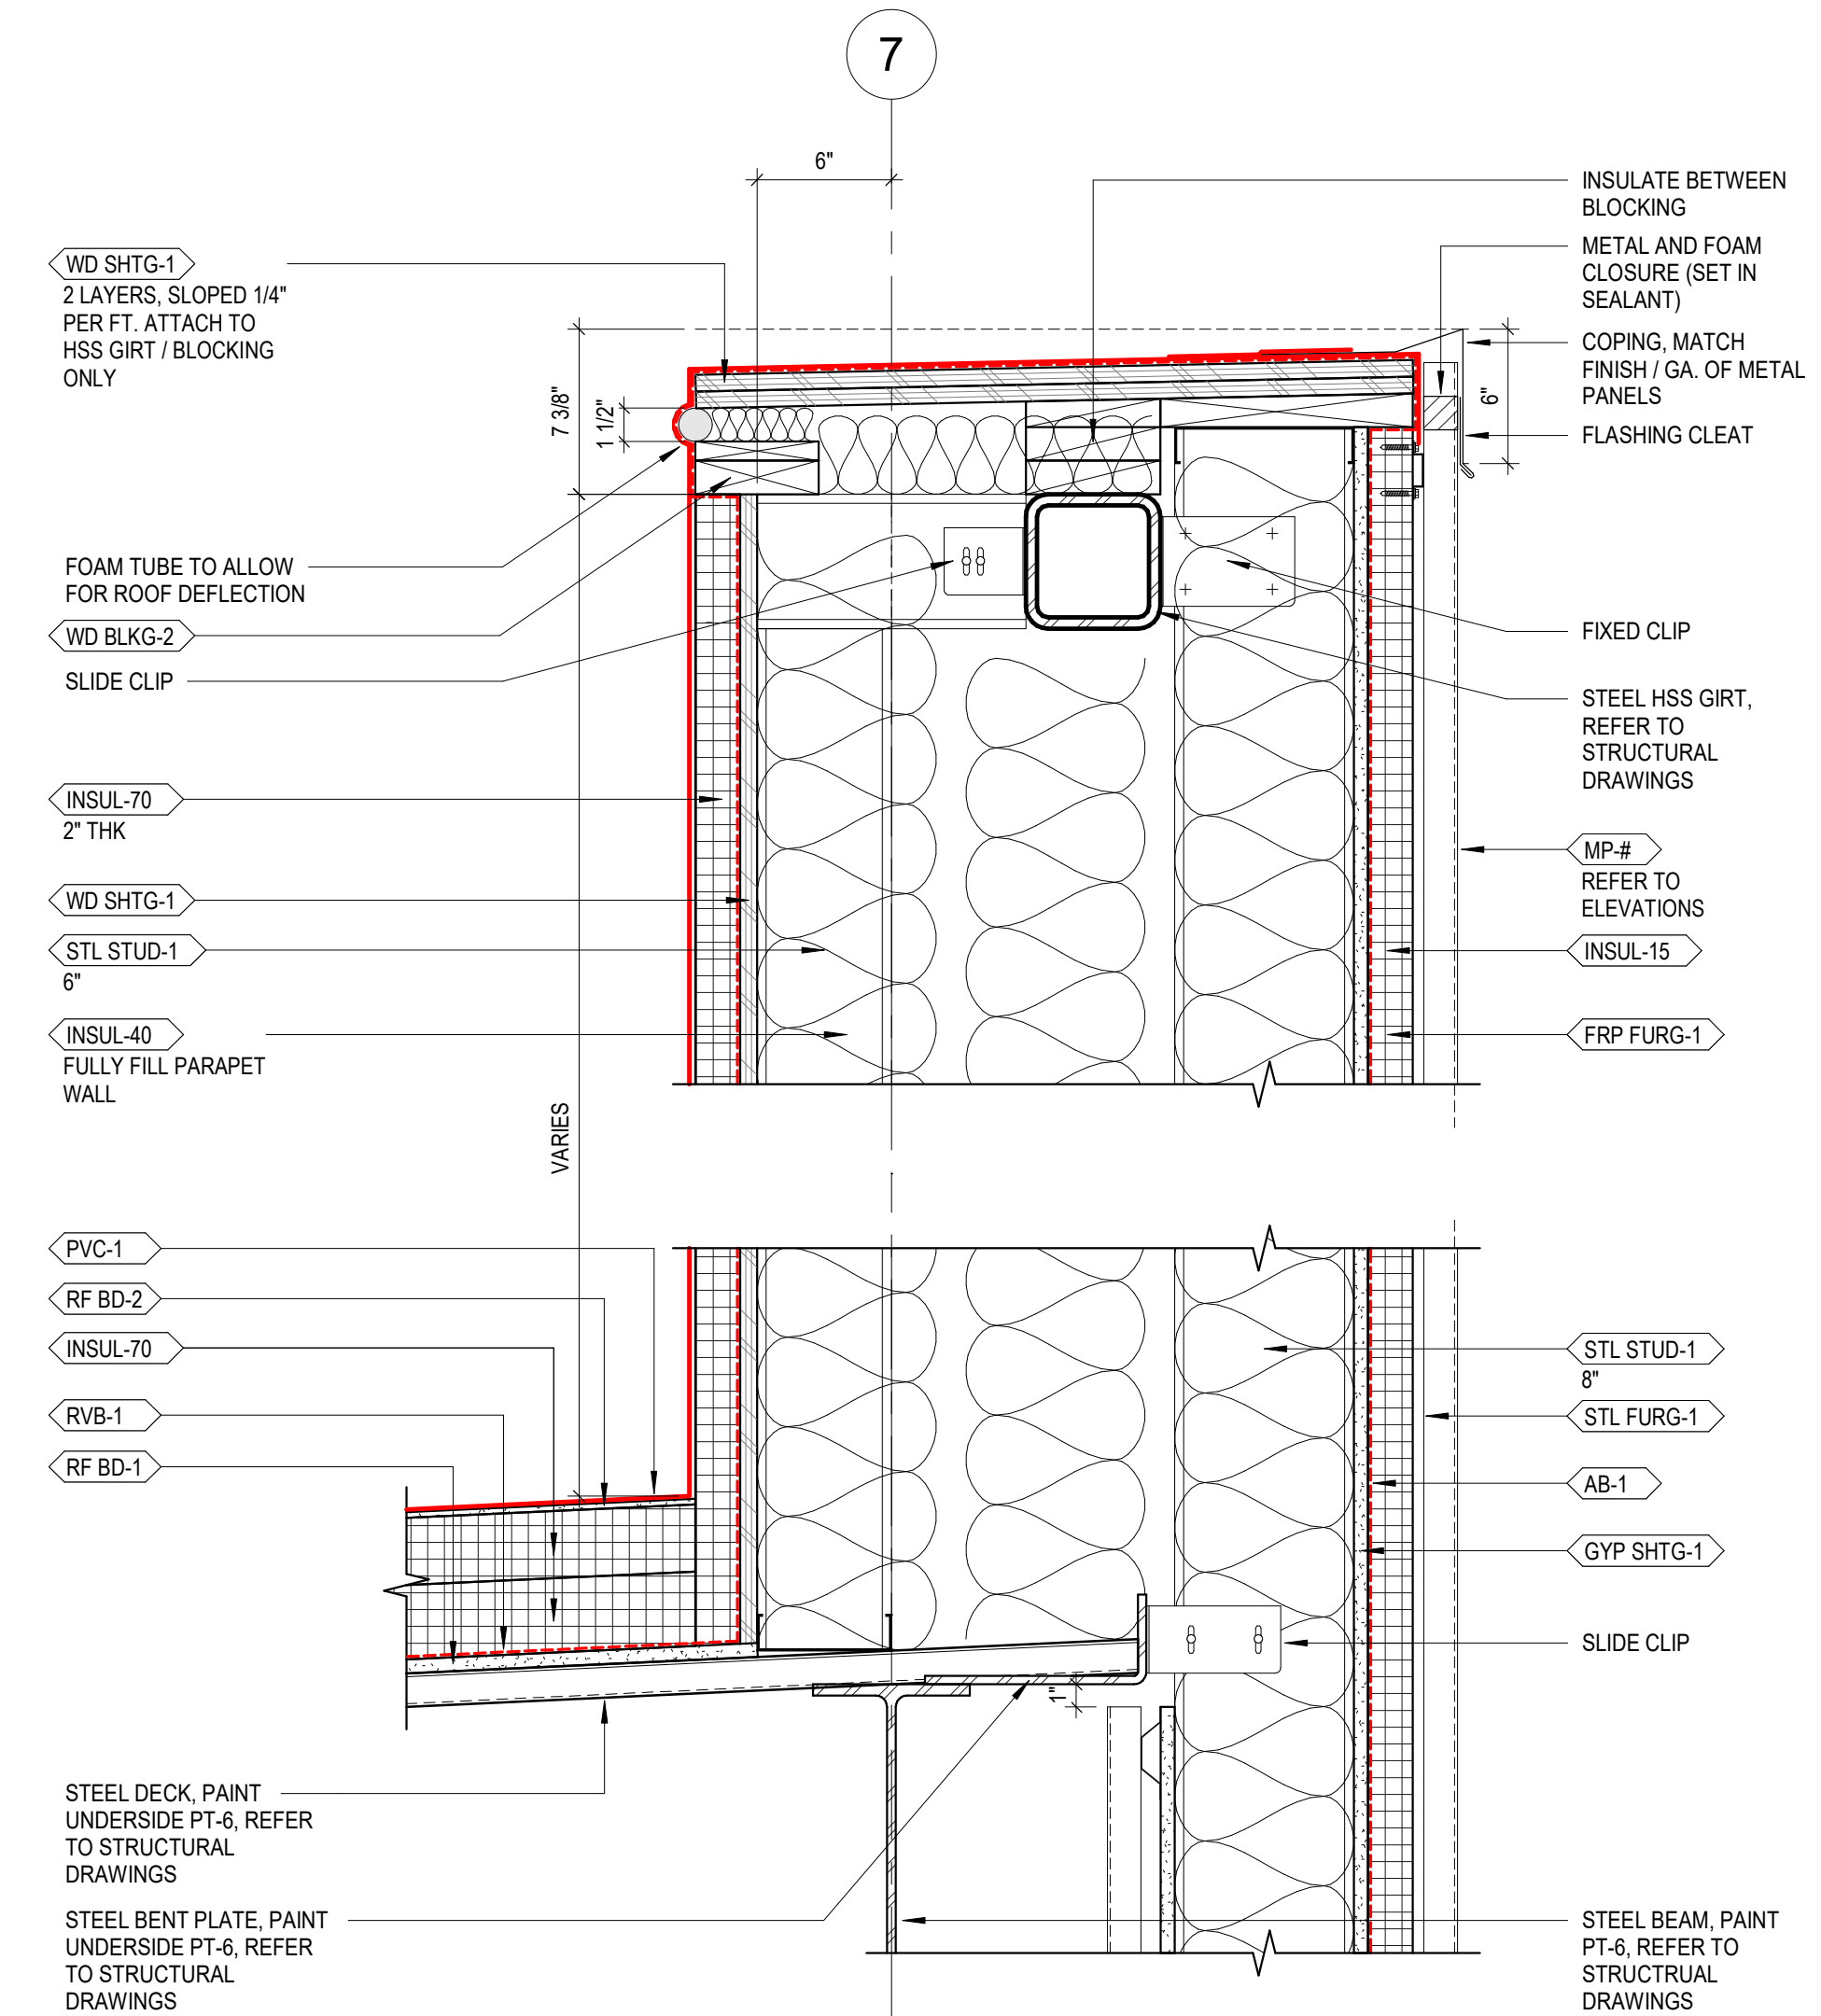 7
6"
INSULATE BETWEEN
BLOCKING
METAL AND FOAM
CLOSURE (SET IN
SEALANT)
COPING, MATCH
FINISH / GA. OF METAL
PANELS
6"
FLASHING CLEAT
WD SHTG-1
2 LAYERS, SLOPED 1/4"
PER FT. ATTACH TO
HSS GIRT / BLOCKING
ONLY
7 3/8"
1 1/2"
FOAM TUBE TO ALLOW
FOR ROOF DEFLECTION
WD BLKG-2
SLIDE CLIP
FIXED CLIP
STEEL HSS GIRT,
REFER TO
STRUCTURAL
DRAWINGS
INSUL-70
2" THK
WD SHTG-1
STL STUD-1
6"
INSUL-40
FULLY FILL PARAPET
WALL
MP-#
REFER TO
ELEVATIONS
INSUL-15
FRP FURG-1
VARIES
PVC-1
RF BD-2
INSUL-70
RVB-1
RF BD-1
STL STUD-1
8"
STL FURG-1
AB-1
GYP SHTG-1
SLIDE CLIP
1"
STEEL DECK, PAINT
UNDERSIDE PT-6, REFER
TO STRUCTURAL
DRAWINGS
STEEL BENT PLATE, PAINT
UNDERSIDE PT-6, REFER
TO STRUCTURAL
DRAWINGS
STEEL BEAM, PAINT
PT-6, REFER TO
STRUCTRUAL
DRAWINGS